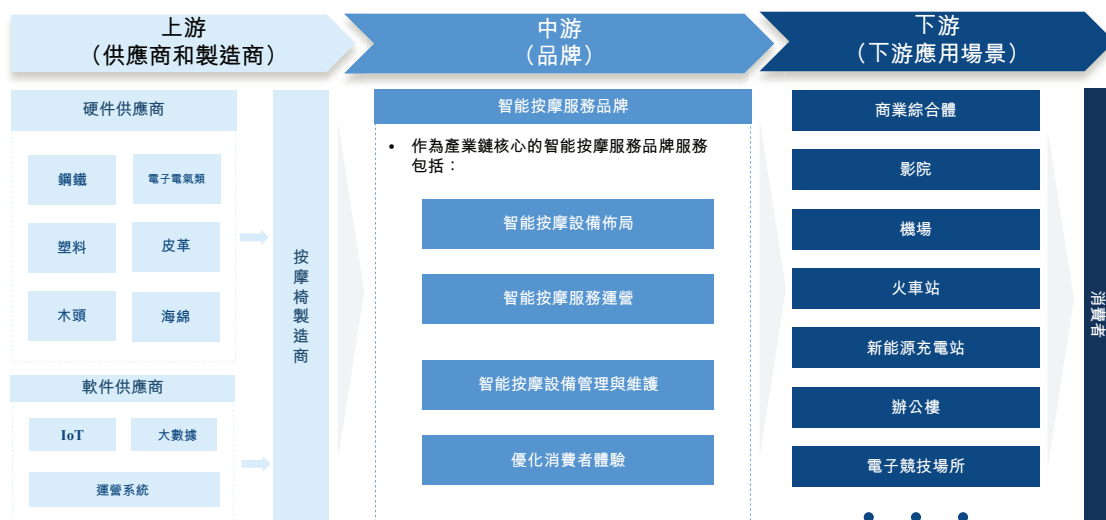 上游
（供應商和製造商）
中游
（品牌）
下游
（下游應用場景）
硬件供應商
鋼鐵
電子電氣類
塑料
皮革
木頭
海綿
軟件供應商
IoT
大數據
運營系統
按摩椅製造商
智能按摩服務品牌
• 作為產業鏈核心的智能按摩服務品牌服務
包括：
智能按摩設備佈局
智能按摩服務運營
智能按摩設備管理與維護
優化消費者體驗
商業綜合體
影院
機場
火車站
新能源充電站
辦公樓
電子競技場所
消費者